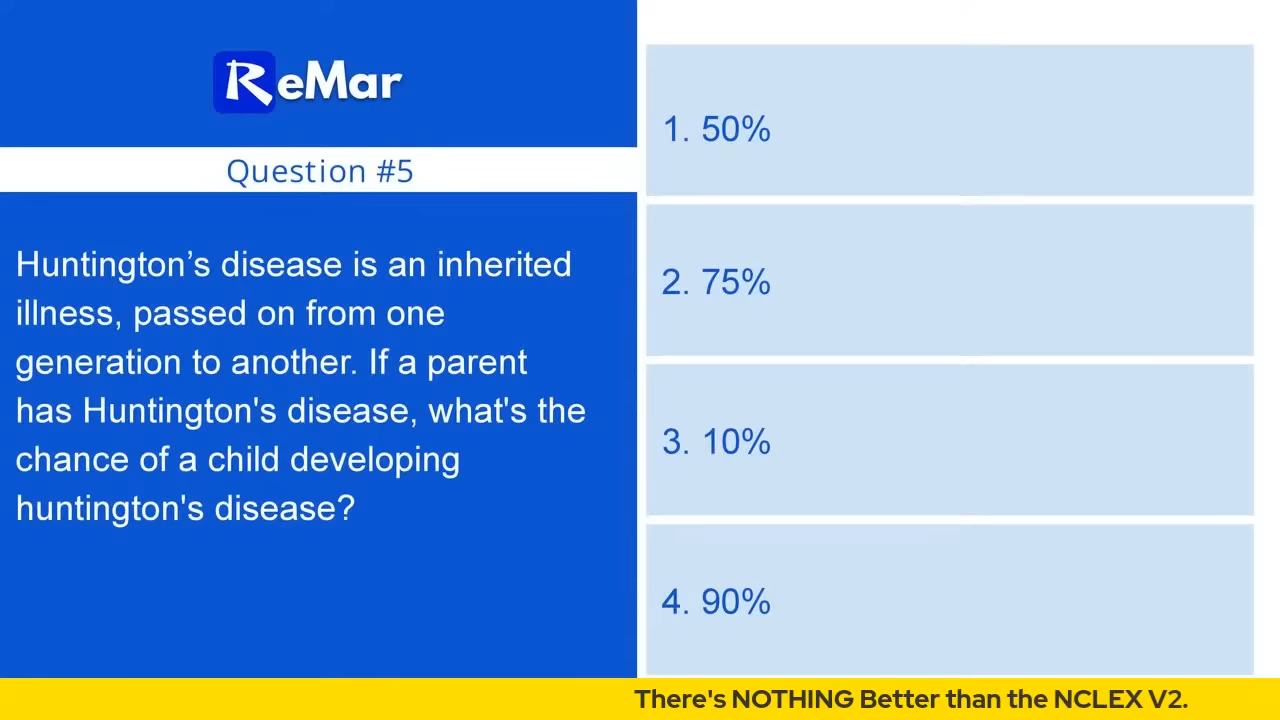 ReMar
Question #5
Huntington’s disease is an inherited
illness, passed on from one
generation to another. If a parent
has Huntington's disease, what's the
chance of a child developing
huntington's disease?
1. 50%
2. 75%
3. 10%
4. 90%
There's NOTHING Better than the NCLEX V2.